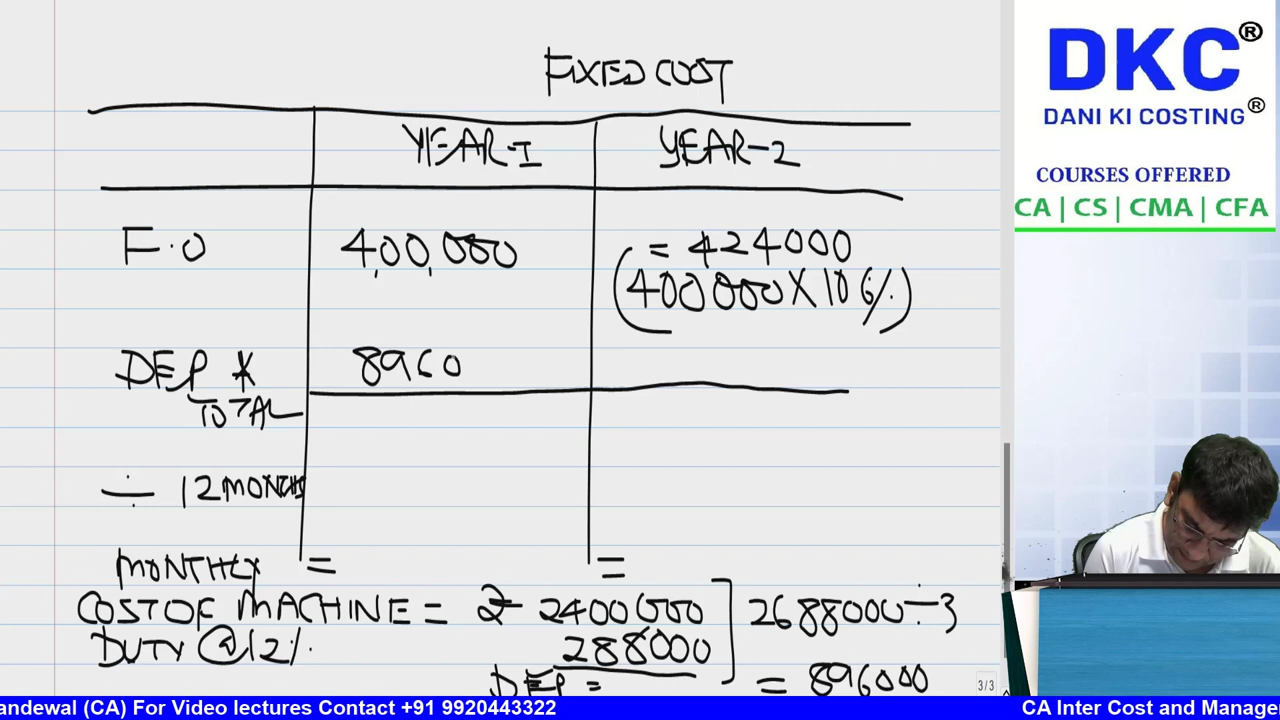 FIXED COST
YEAR-I YEAR-2
F.O 4,00,000 = 424000
(400000 X 106%)
DEP * 8960
TOTAL
÷ 12 MONTHS
MONTHLY = =
COST OF MACHINE = 2400000 2688000 ÷ 3
DUTY @12%. 288000
DEP = = 896000
3/3
DKC®
DANI KI COSTING®
COURSES OFFERED
CA | CS | CMA | CFA
andewal (CA) For Video lectures Contact +91 9920443322
CA Inter Cost and Manage